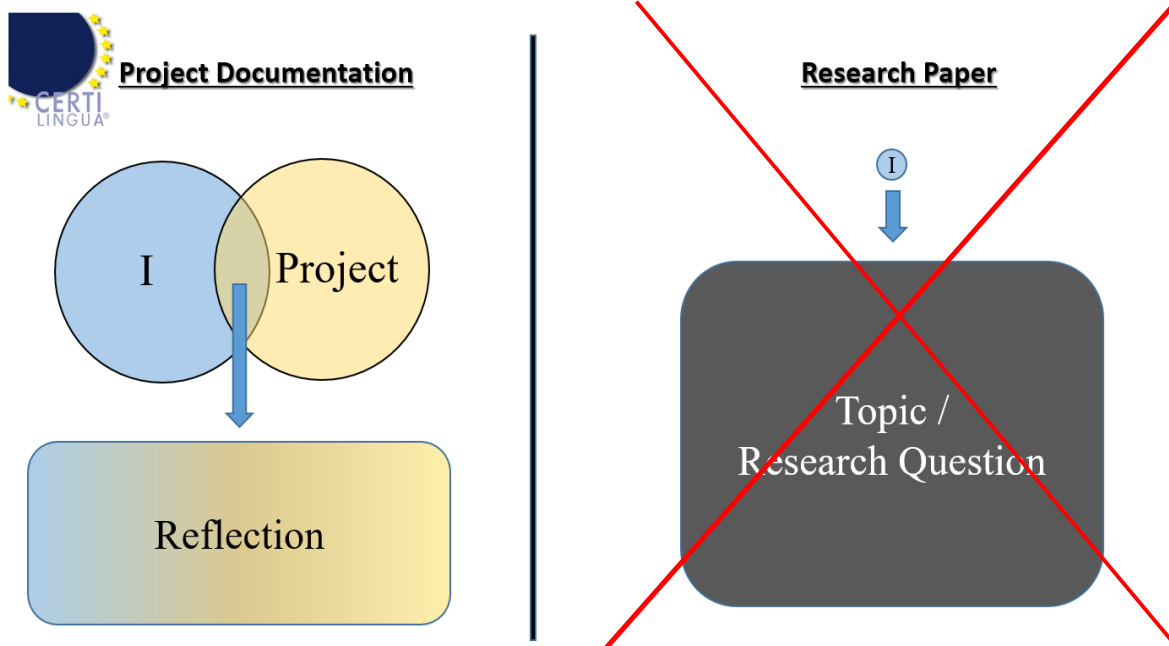 CERTI
LINGUA®
Project Documentation
I
Project
Reflection
Research Paper
I
Topic /
Research Question